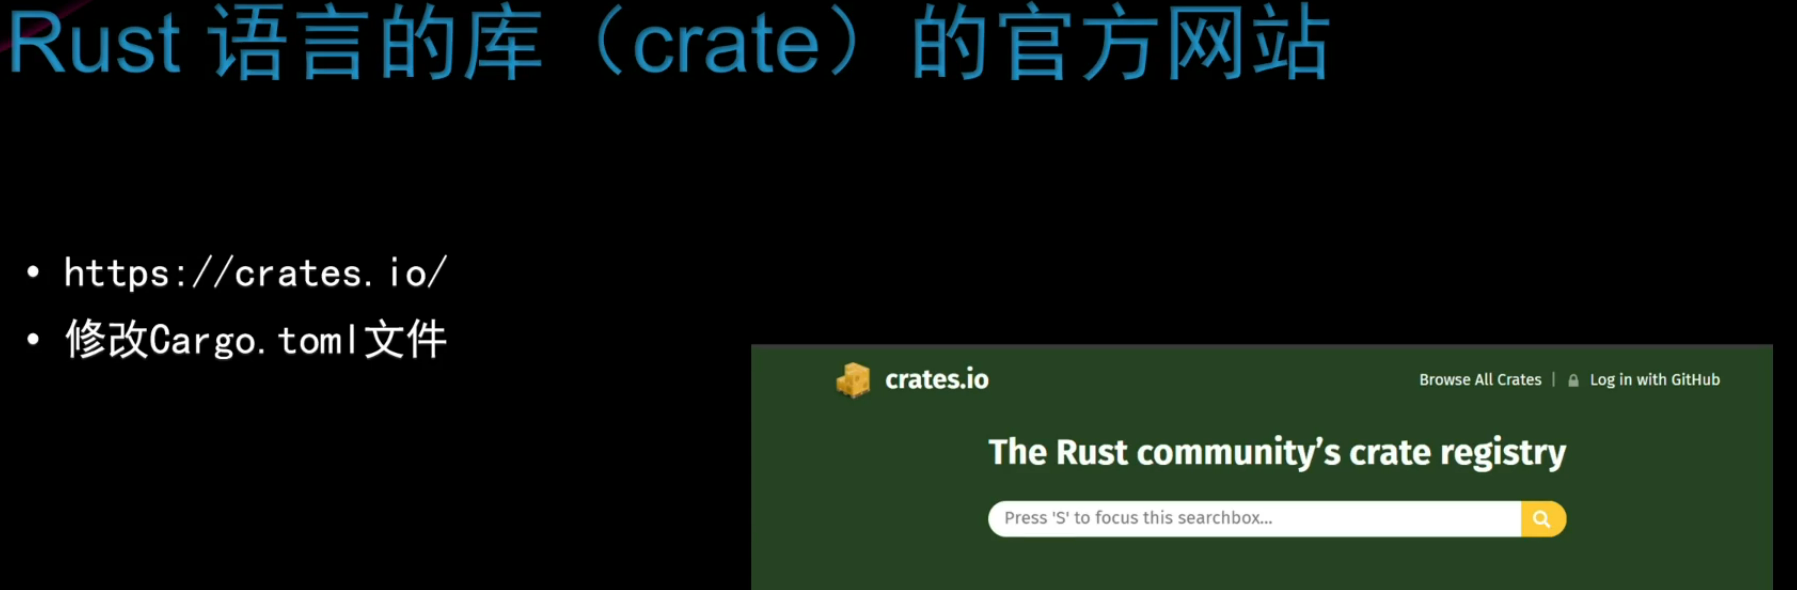 Rust 语言的库（crate）的官方网站
• https://crates.io/
• 修改Cargo.toml文件
crates.io
Browse All Crates | Log in with GitHub
The Rust community’s crate registry
Press 'S' to focus this searchbox...